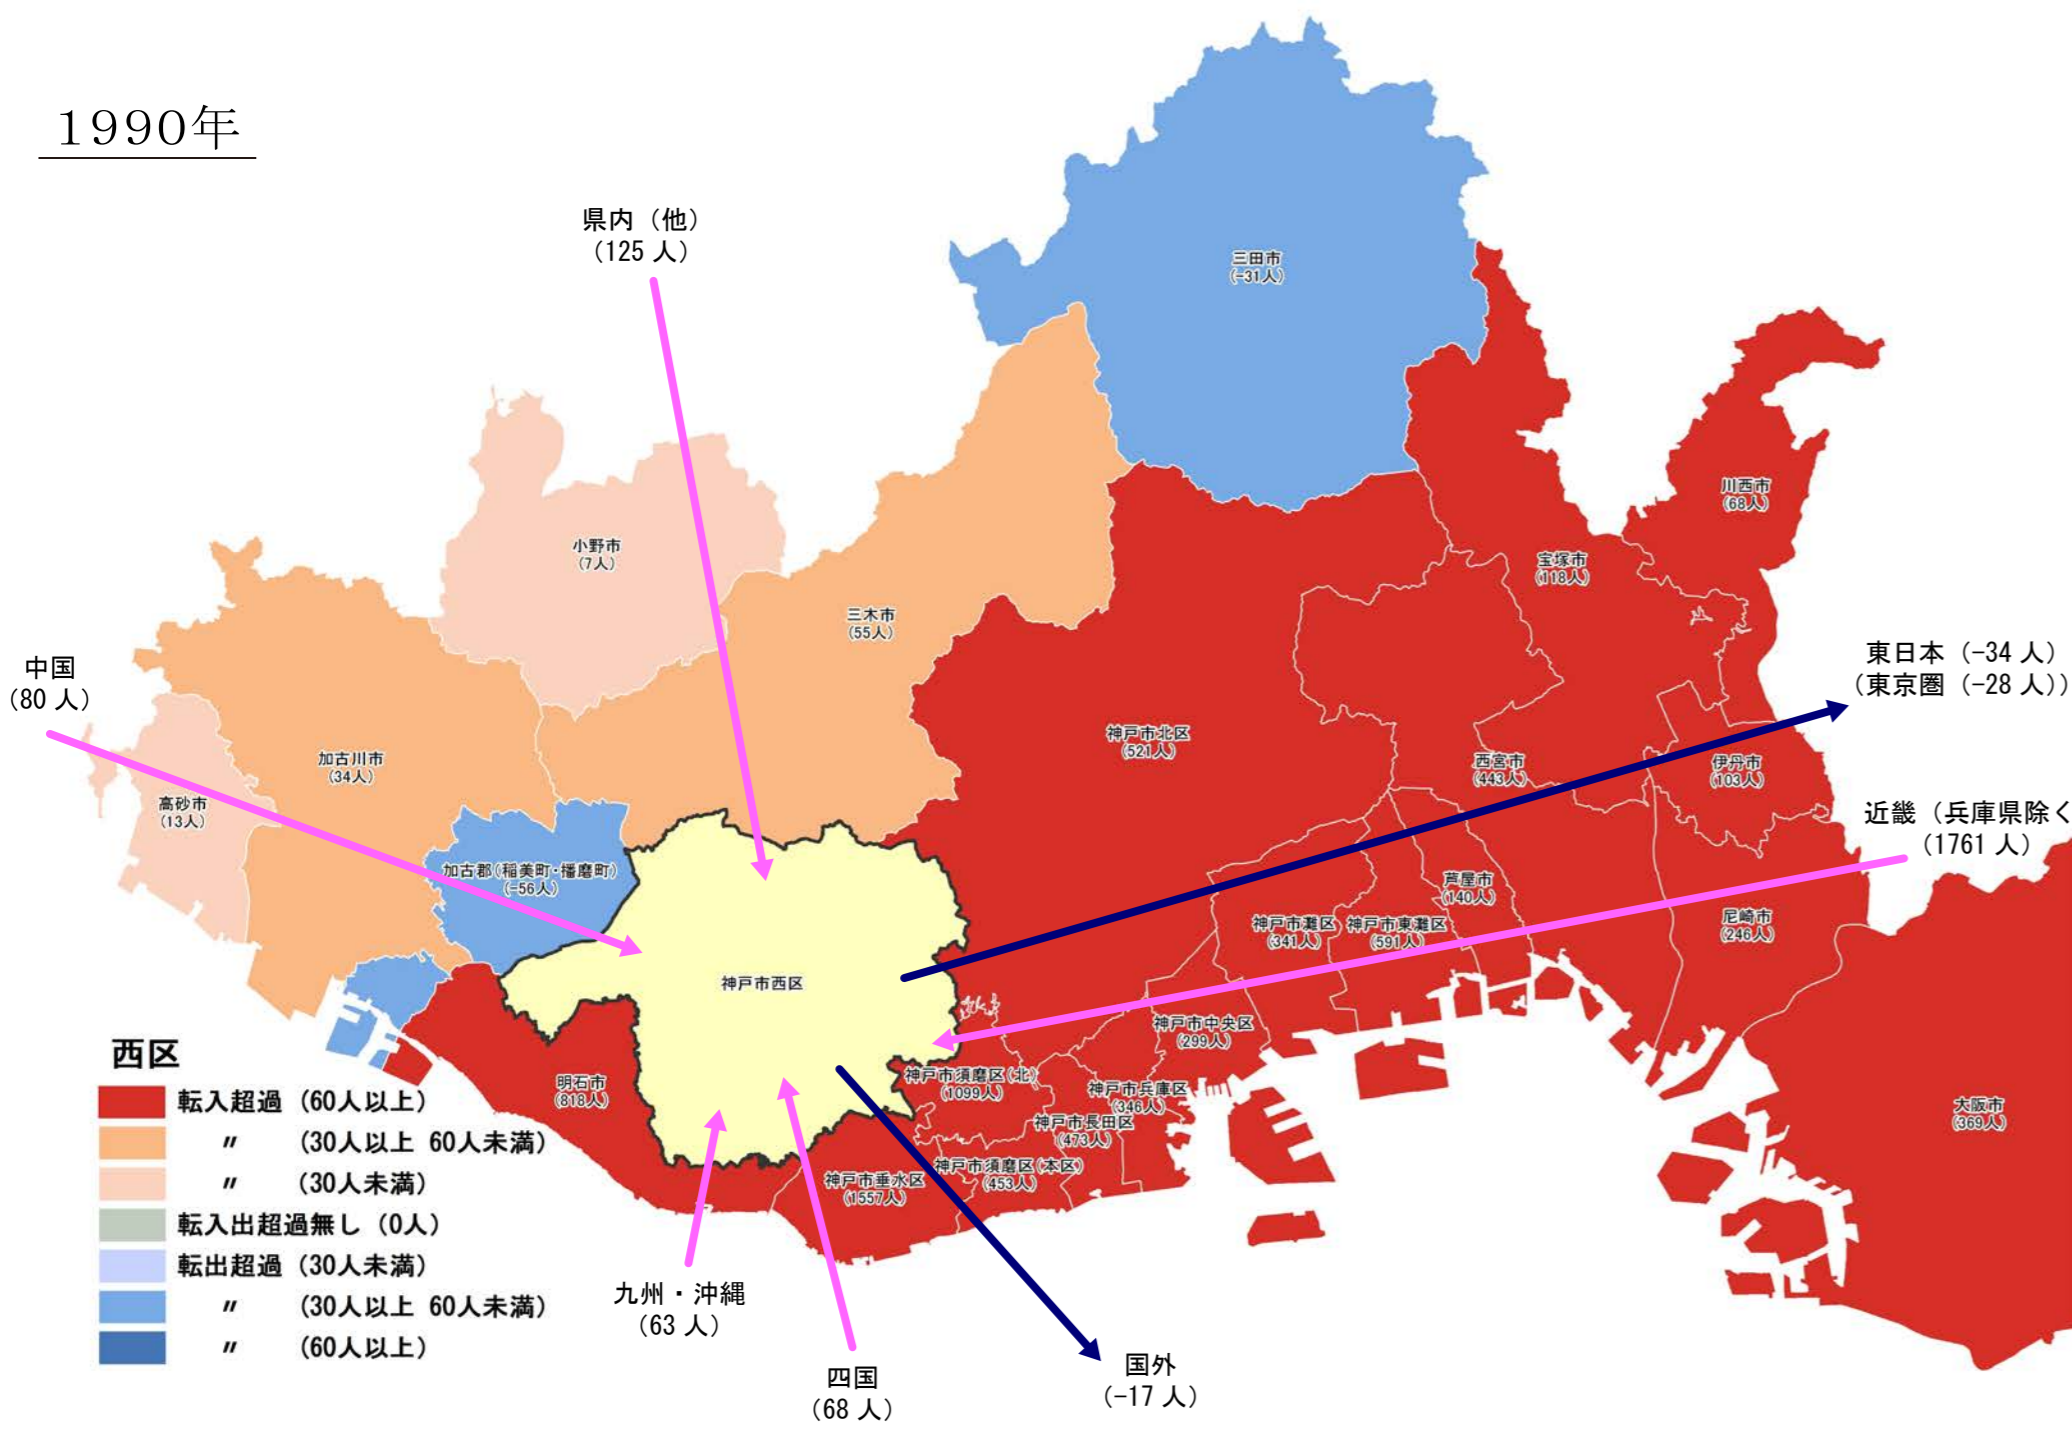 1990年
県内（他）
（125 人）
三田市
(-31人)
川西市
(68人)
小野市
(7人)
宝塚市
(118人)
三木市
(55人)
中国
（80 人）
東日本（-34 人）
（東京圏（-28 人））
神戸市北区
(521人)
加古川市
(34人)
西宮市
(443人)
伊丹市
(103人)
高砂市
(13人)
近畿（兵庫県除く
（1761 人）
加古郡(稲美町・播磨町)
(-56人)
芦屋市
(140人)
神戸市灘区
(341人)
神戸市東灘区
(591人)
尼崎市
(246人)
神戸市西区
神戸市中央区
(299人)
明石市
(818人)
神戸市須磨区(北)
(1099人)
神戸市兵庫区
(346人)
神戸市長田区
(473人)
大阪市
(369人)
神戸市須磨区(本区)
(453人)
神戸市垂水区
(1557人)
西区
転入超過（60人以上）
〃 （30人以上 60人未満）
〃 （30人未満）
転入出超過無し（0人）
転出超過（30人未満）
〃 （30人以上 60人未満）
〃 （60人以上）
九州・沖縄
（63 人）
四国
（68 人）
国外
（-17 人）